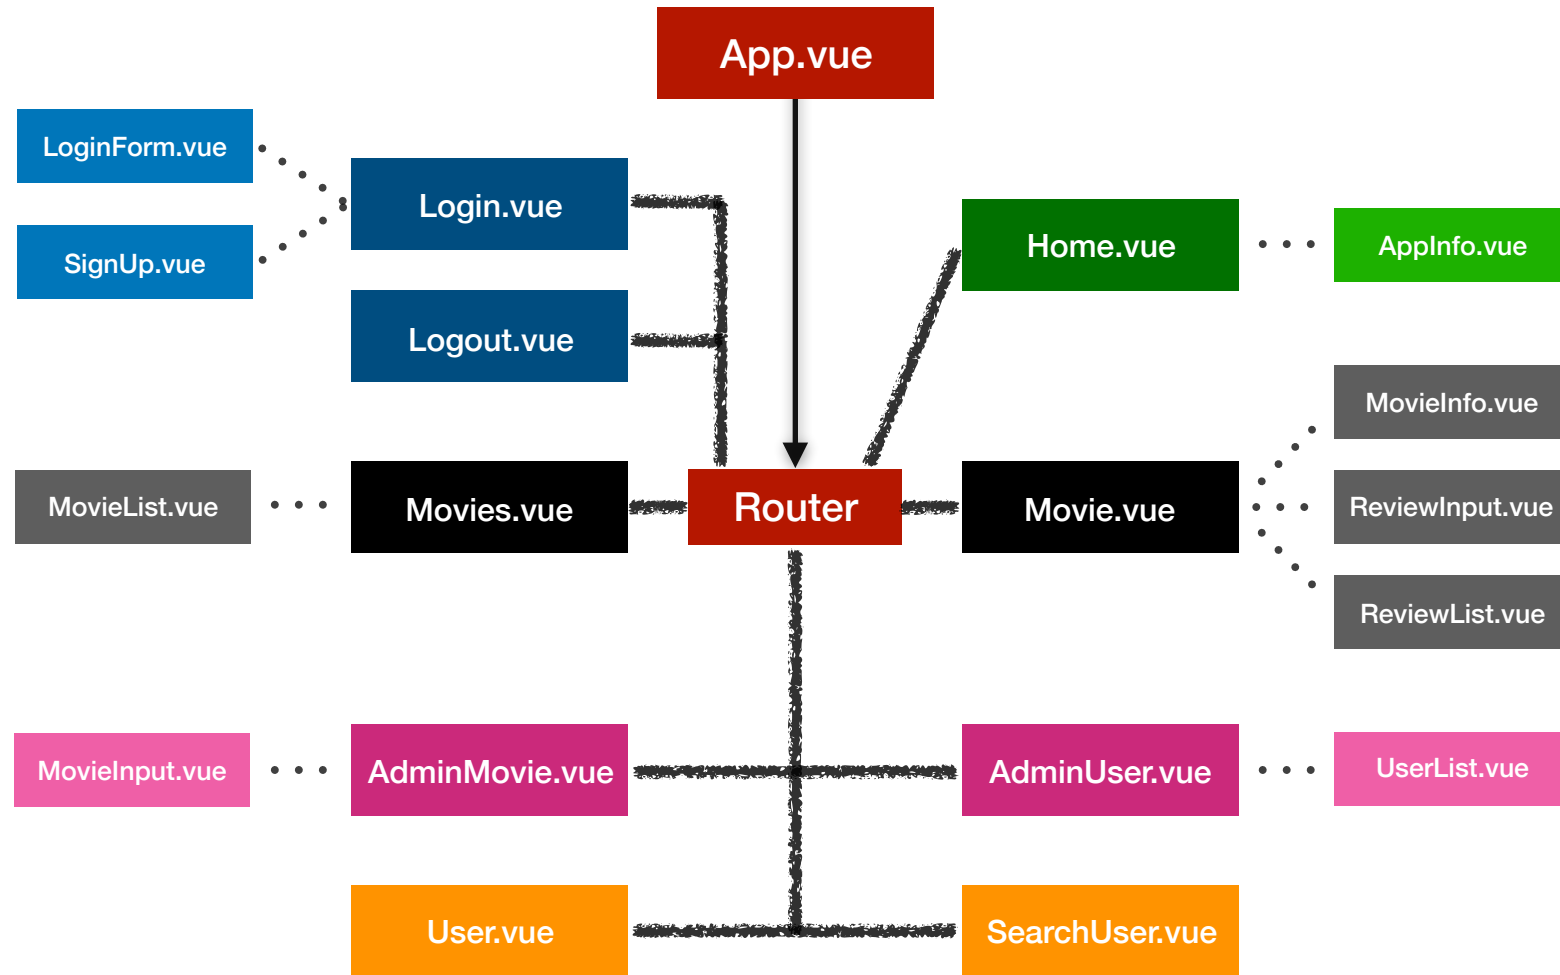 App.vue
LoginForm.vue
Login.vue
SignUp.vue
Home.vue
AppInfo.vue
Logout.vue
MovieInfo.vue
MovieList.vue
Movies.vue
Router
Movie.vue
ReviewInput.vue
ReviewList.vue
MovieInput.vue
AdminMovie.vue
AdminUser.vue
UserList.vue
User.vue
SearchUser.vue